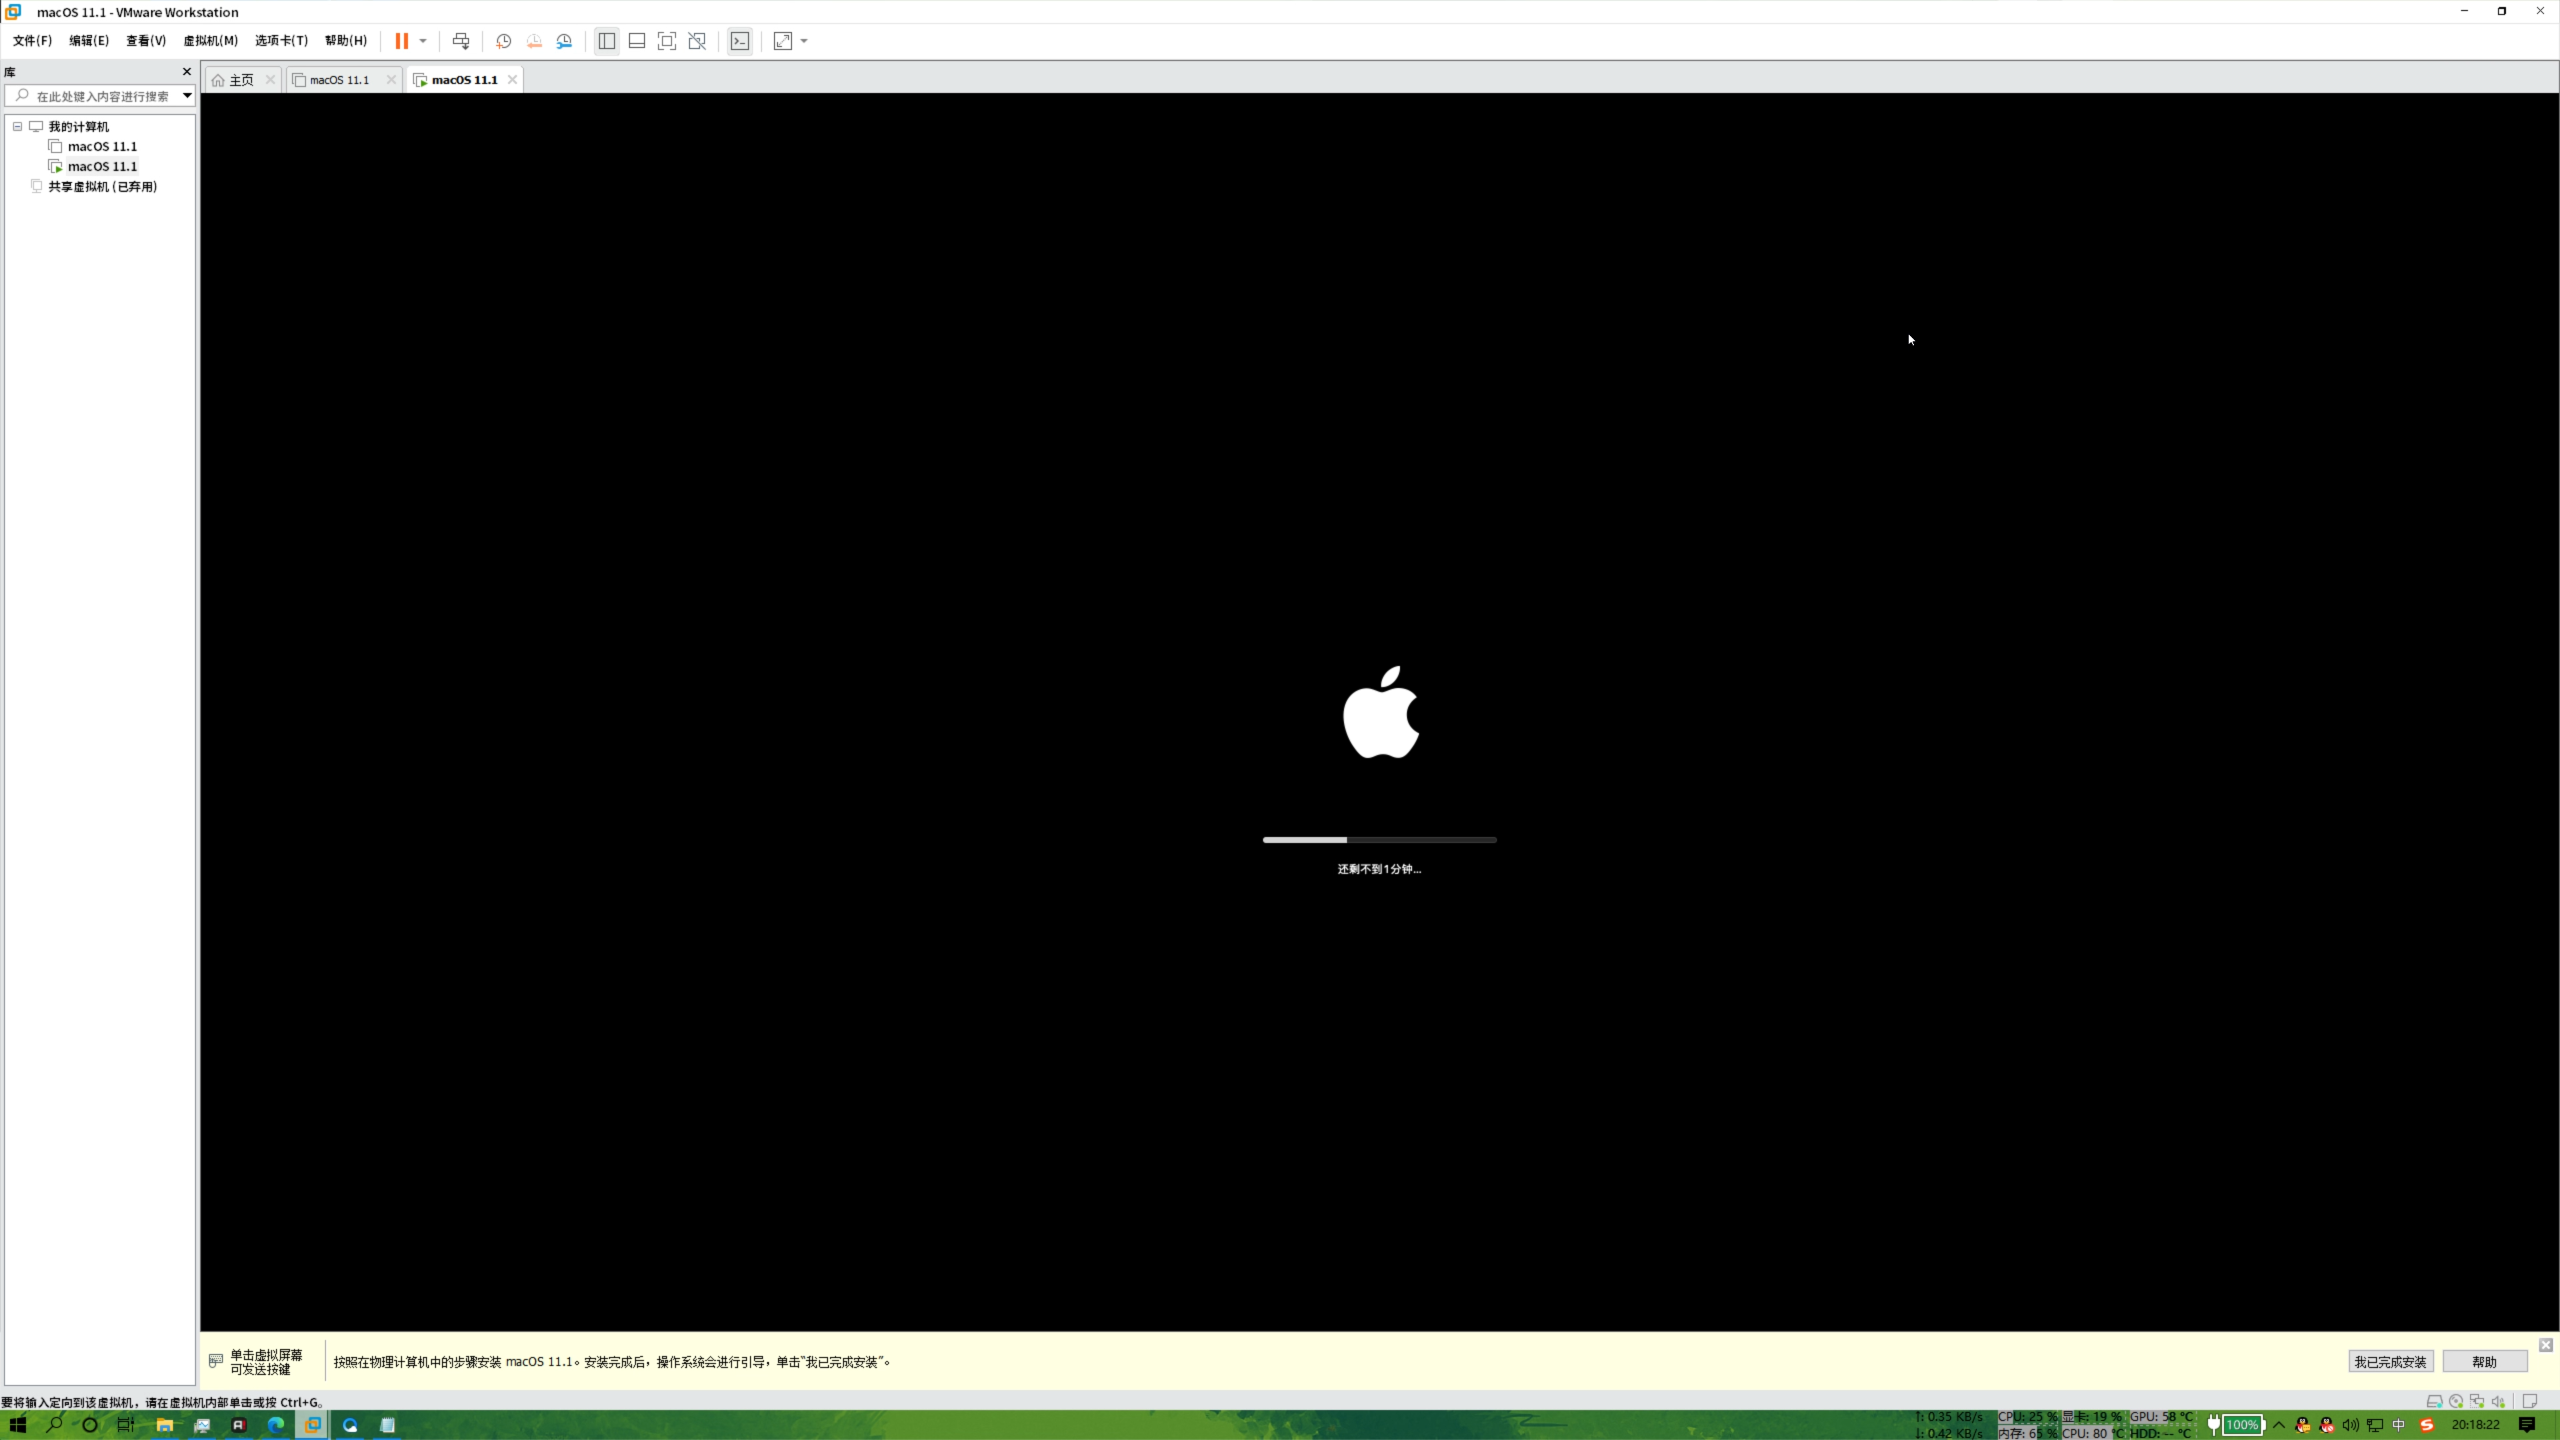 macOS 11.1 - VMware Workstation
文件(F) 编辑(E) 查看(V) 虚拟机(M) 选项卡(T) 帮助(H)
库
主页 macOS 11.1 macOS 11.1
在此处键入内容进行搜索
我的计算机
macOS 11.1
macOS 11.1
共享虚拟机 (已弃用)
还剩不到1分钟...
单击虚拟屏幕
可发送按键
按照在物理计算机中的步骤安装 macOS 11.1。安装完成后，操作系统会进行引导，单击“我已完成安装”。
我已完成安装 帮助
要将输入定向到该虚拟机，请在虚拟机内部单击或按 Ctrl+G。
↑: 0.35 KB/s CPU: 25 % 显卡: 19 % GPU: 58 °C
↓: 0.42 KB/s 内存: 65 % CPU: 80 °C HDD: -- °C
100% 中 20:18:22